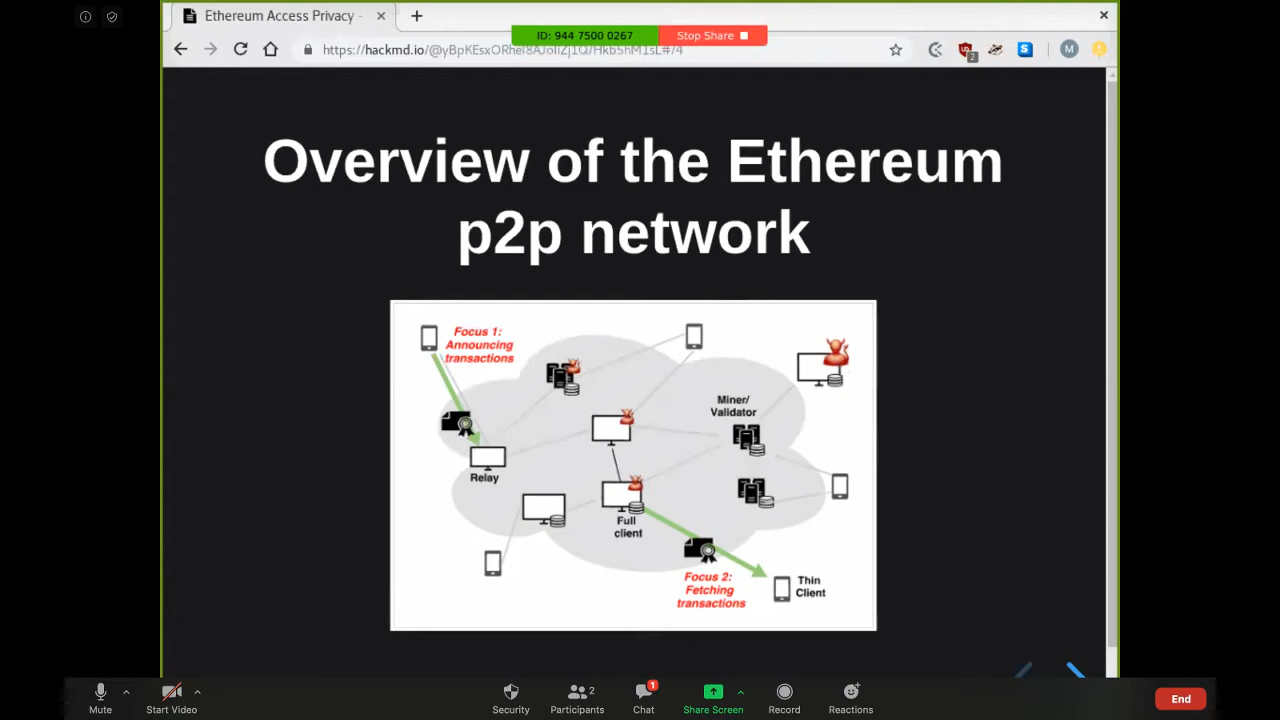 Ethereum Access Privacy -
ID: 944 7500 0267
Stop Share
Overview of the Ethereum
p2p network
Focus 1:
Announcing
transactions
Miner/
Validator
Relay
Full
client
Focus 2:
Fetching
transactions
Thin
Client
Mute
Start Video
Security
Participants
2
Chat
1
Share Screen
Record
Reactions
End
M
2